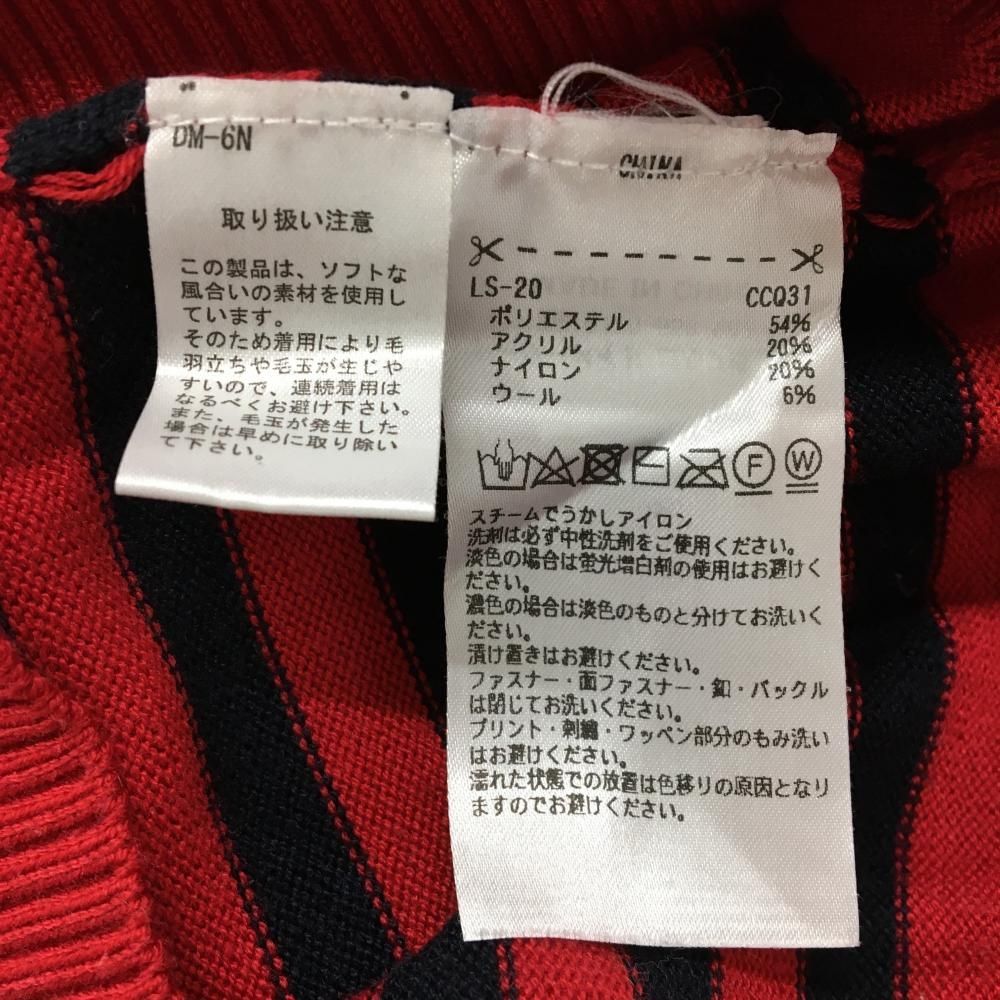 DM-6N
取り扱い注意
この製品は、ソフトな
風合いの素材を使用し
ています。
そのため着用により毛
羽立ちや毛玉が生じや
すいので、連続着用は
なるべくお避け下さい。
また、毛玉が発生した
場合は早めに取り除い
て下さい。
CHINA
LS-20 CCQ31
ポリエステル 54%
アクリル 20%
ナイロン 20%
ウール 6%
F W
スチームでうかしアイロン
洗剤は必ず中性洗剤をご使用ください。
淡色の場合は蛍光増白剤の使用はお避けく
ださい。
濃色の場合は淡色のものと分けてお洗いく
ださい。
漬け置きはお避けください。
ファスナー・面ファスナー・釦・バックル
は閉じてお洗いください。
プリント・刺繍・ワッペン部分のもみ洗い
はお避けください。
濡れた状態での放置は色移りの原因となり
ますのでお避けください。